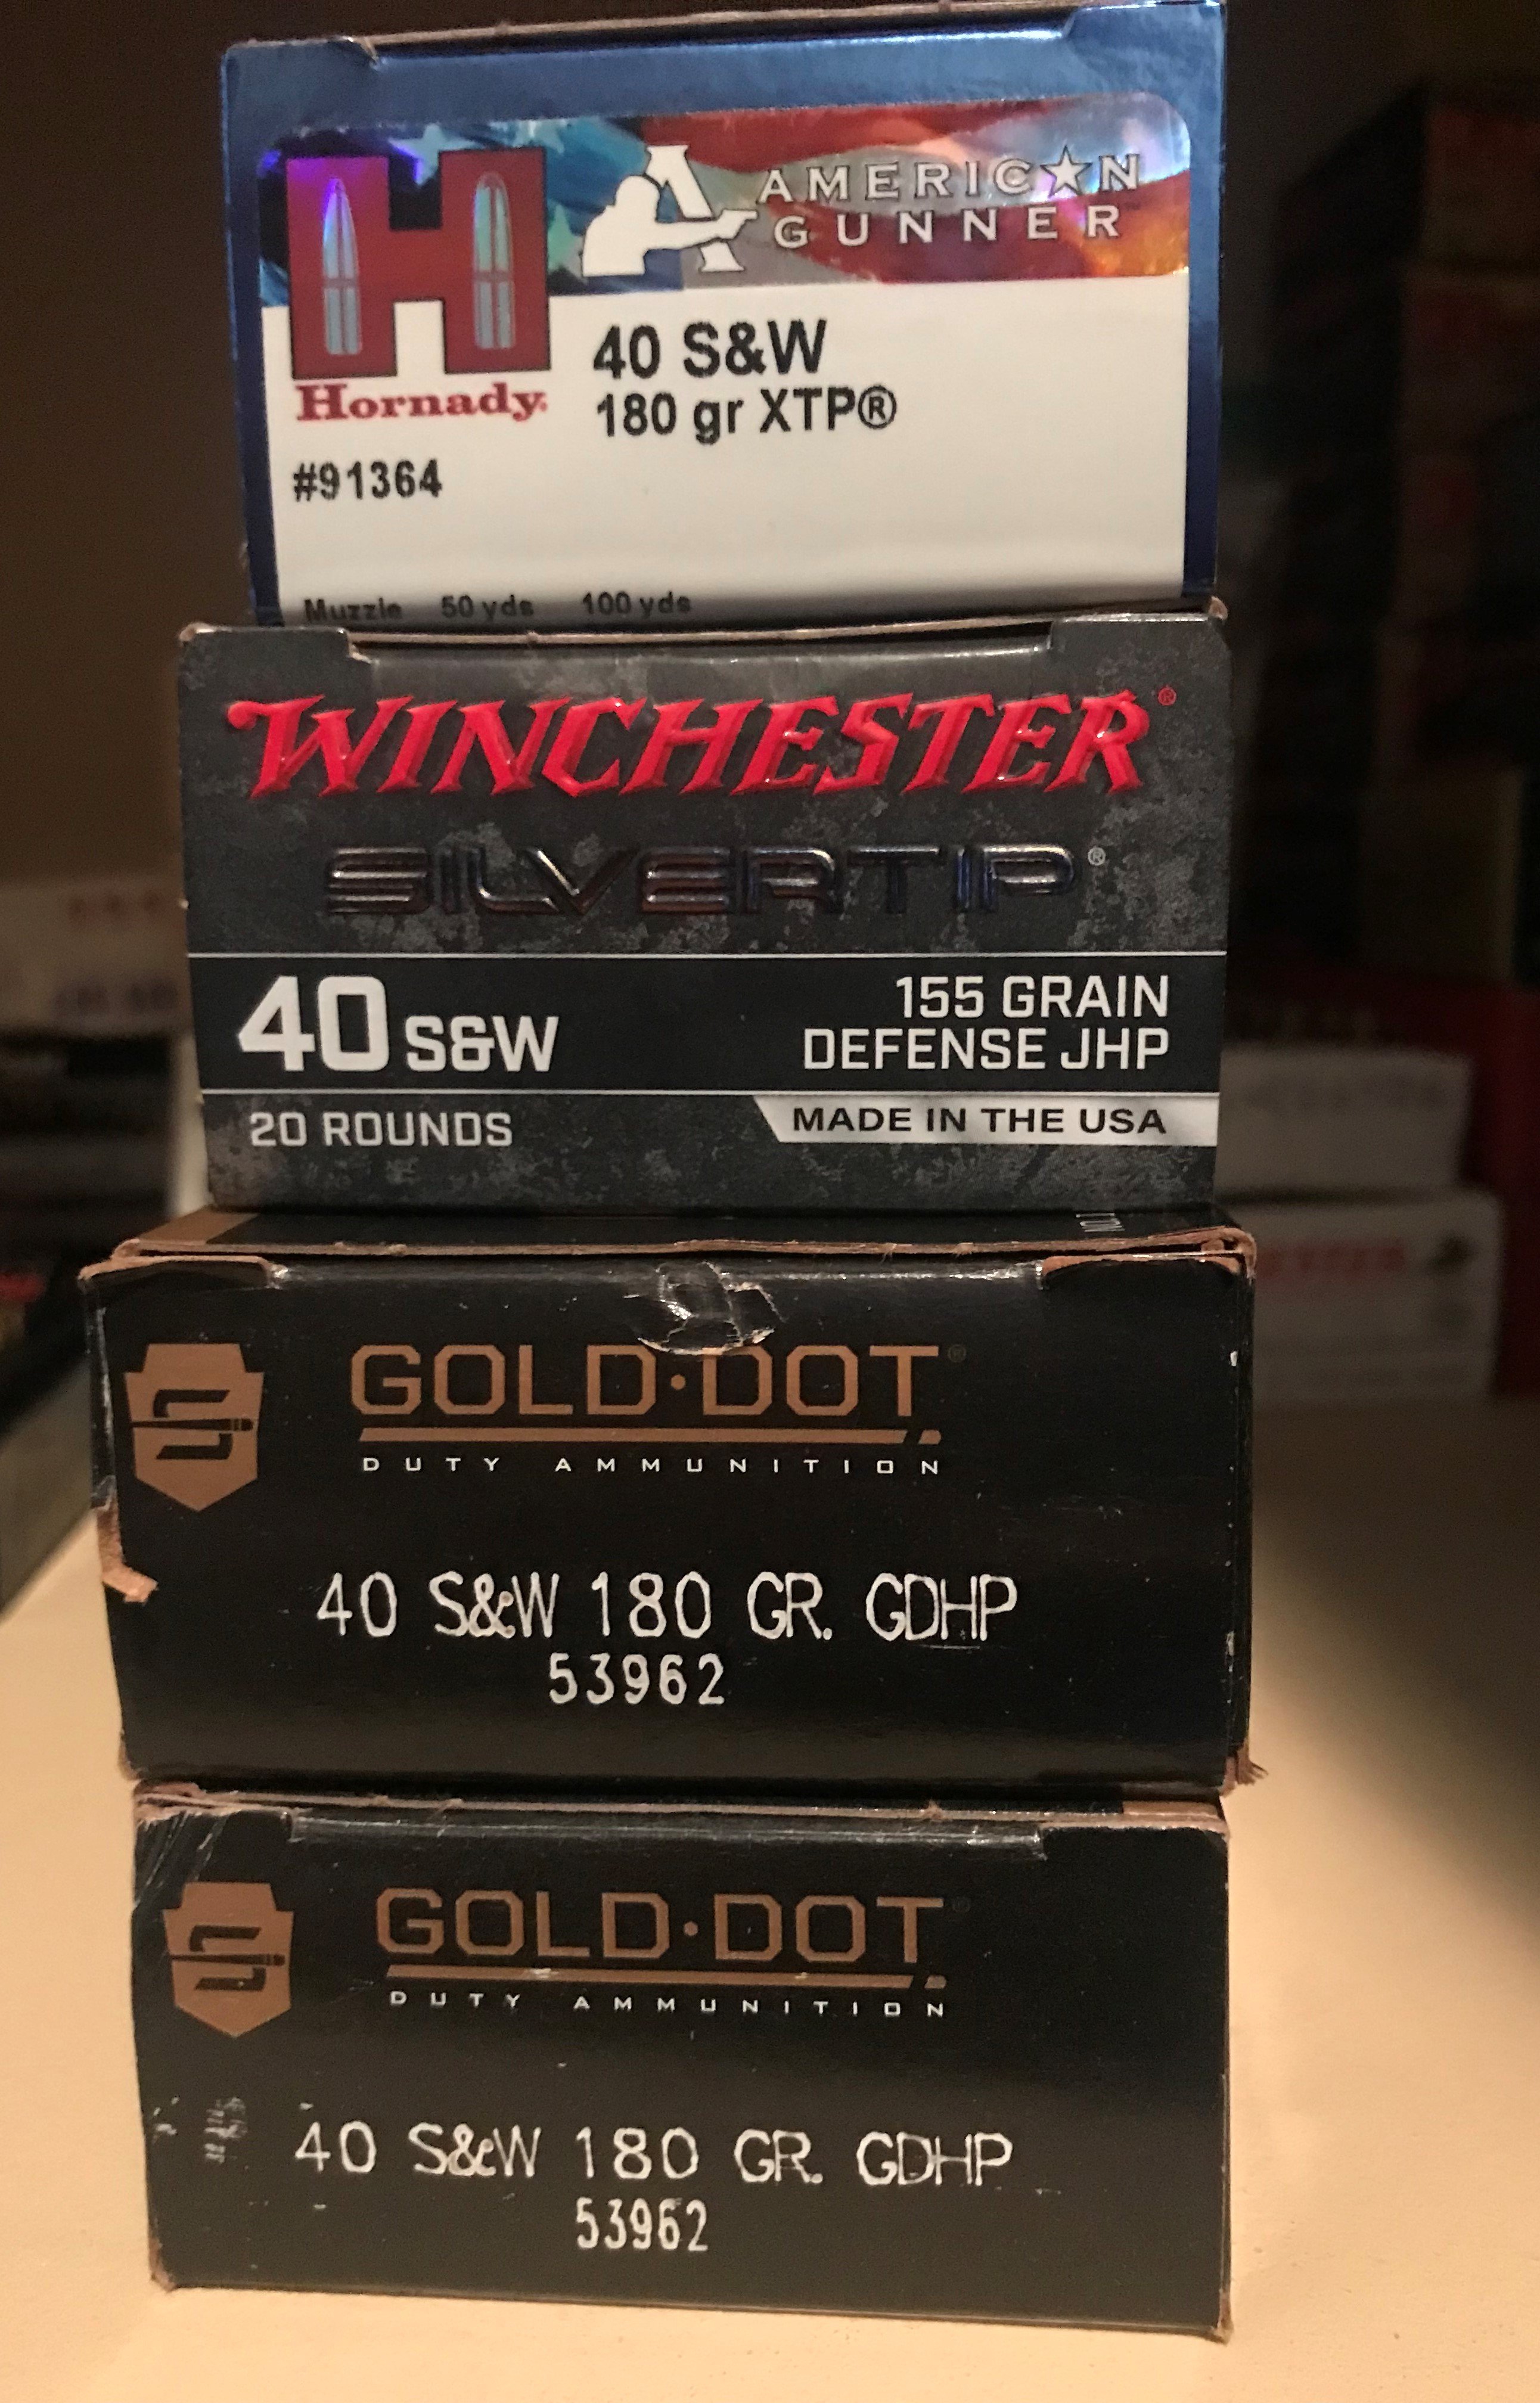 AMERICAN
GUNNER
Hornady®
40 S&W
180 gr XTP®
#91364
Muzzle 50 yds 100 yds
WINCHESTER®
SILVERTIP®
40 S&W
155 GRAIN
DEFENSE JHP
20 ROUNDS
MADE IN THE USA
GOLD·DOT®
DUTY AMMUNITION
40 S&W 180 GR. GDHP
53962
GOLD·DOT®
DUTY AMMUNITION
40 S&W 180 GR. GDHP
53962